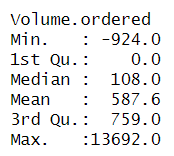 Volume.ordered
Min.   : -924.0
1st Qu.:    0.0
Median :  108.0
Mean   :  587.6
3rd Qu.:  759.0
Max.   :13692.0